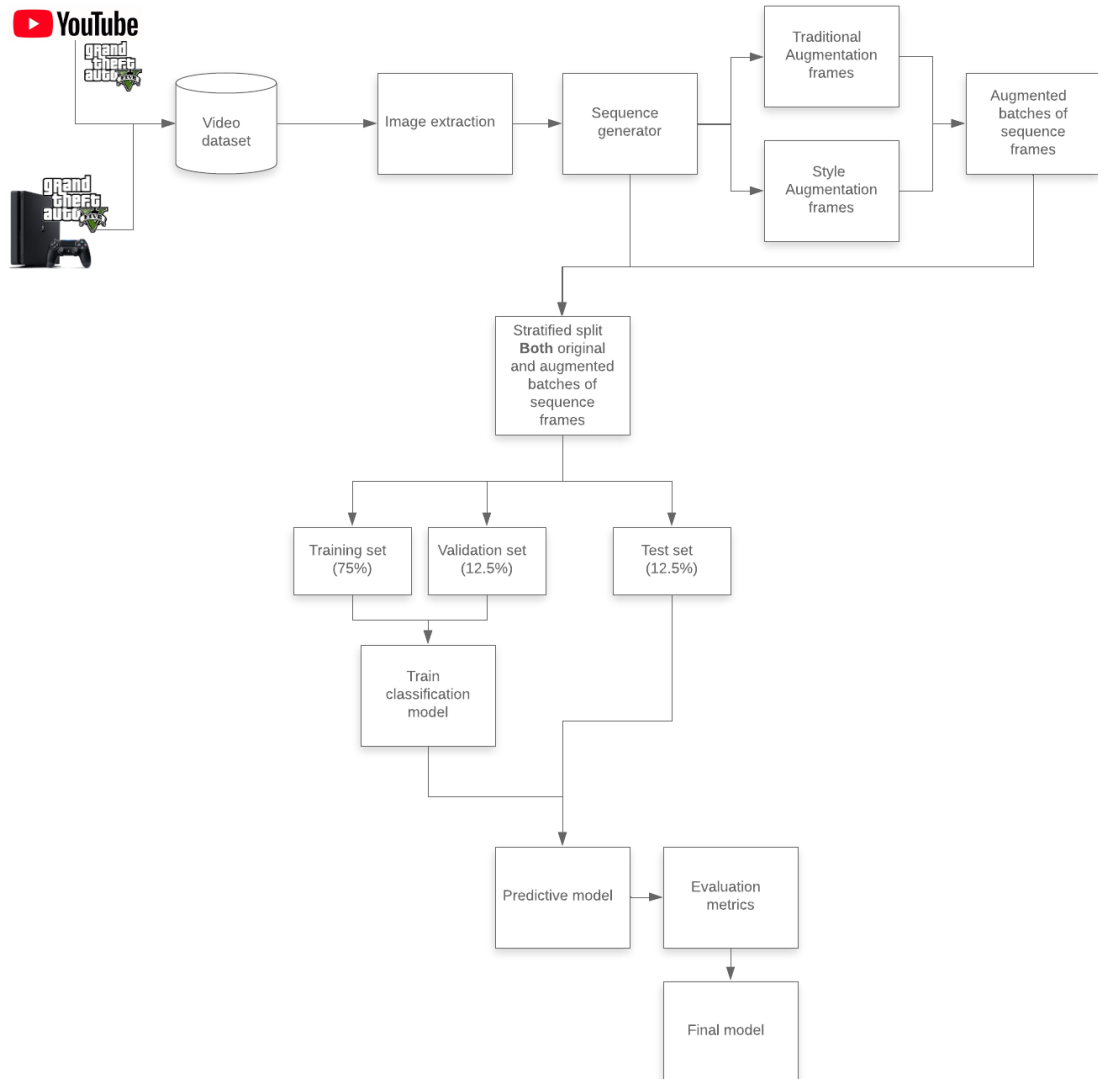 YouTube
grand
theft
auto
V
grand
theft
auto
V
Video
dataset
Image extraction
Sequence
generator
Traditional
Augmentation
frames
Style
Augmentation
frames
Augmented
batches of
sequence
frames
Stratified split
Both original
and augmented
batches of
sequence
frames
Training set
(75%)
Validation set
(12.5%)
Test set
(12.5%)
Train
classification
model
Predictive model
Evaluation
metrics
Final model